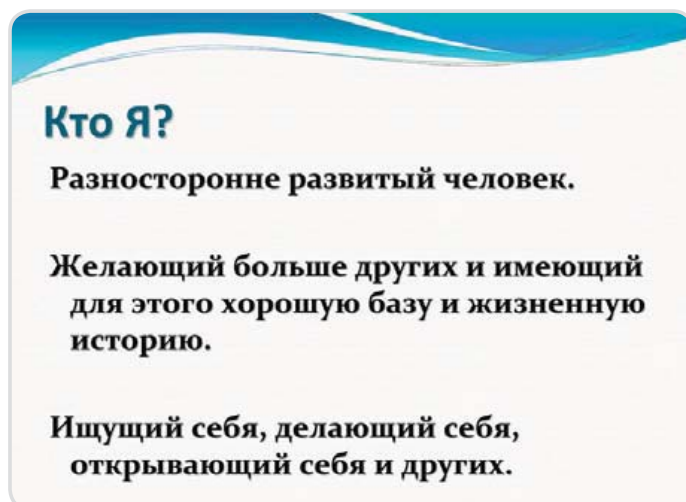 Кто Я?
Разносторонне развитый человек.
Желающий больше других и имеющий
для этого хорошую базу и жизненную
историю.
Ищущий себя, делающий себя,
открывающий себя и других.